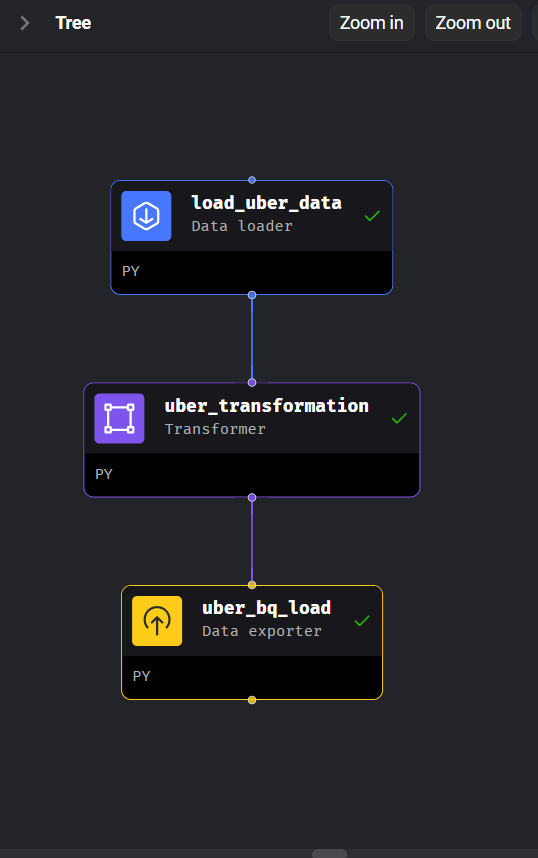 Tree
Zoom in
Zoom out
load_uber_data
Data loader
PY
uber_transformation
Transformer
PY
uber_bq_load
Data exporter
PY